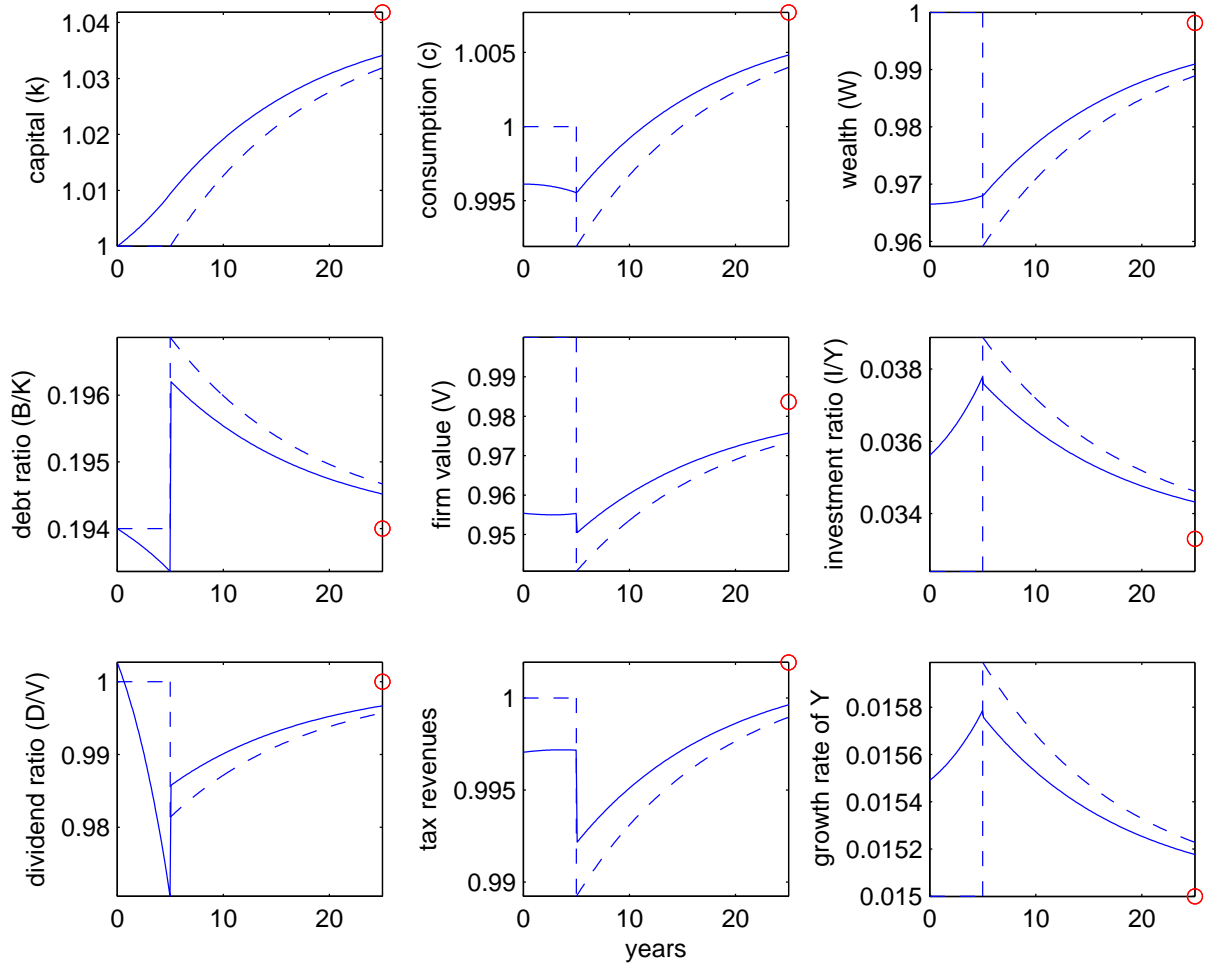 capital (k)
1.04
1.03
1.02
1.01
1
0 10 20
consumption (c)
1.005
1
0.995
0 10 20
wealth (W)
1
0.99
0.98
0.97
0.96
0 10 20
debt ratio (B/K)
0.196
0.195
0.194
0 10 20
firm value (V)
0.99
0.98
0.97
0.96
0.95
0 10 20
investment ratio (I/Y)
0.038
0.036
0.034
0 10 20
dividend ratio (D/V)
1
0.99
0.98
0 10 20
tax revenues
1
0.995
0.99
0 10 20
years
growth rate of Y
0.0158
0.0156
0.0154
0.0152
0.015
0 10 20